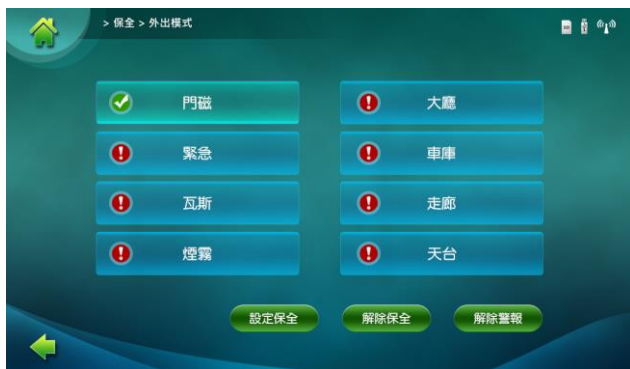 > 保全 > 外出模式
門磁
大廳
緊急
車庫
瓦斯
走廊
煙霧
天台
設定保全
解除保全
解除警報